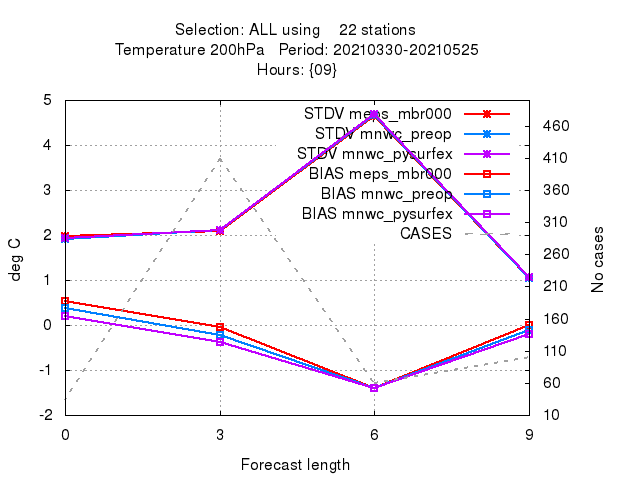 Selection: ALL using 22 stations
Temperature 200hPa Period: 20210330-20210525
Hours: {09}
STDV meps_mbr000
STDV mnwc_preop
STDV mnwc_pysurfex
BIAS meps_mbr000
BIAS mnwc_preop
BIAS mnwc_pysurfex
CASES
deg C
5
4
3
2
1
0
-1
-2
460
410
360
310
260
210
160
110
60
10
No cases
0 3 6 9
Forecast length